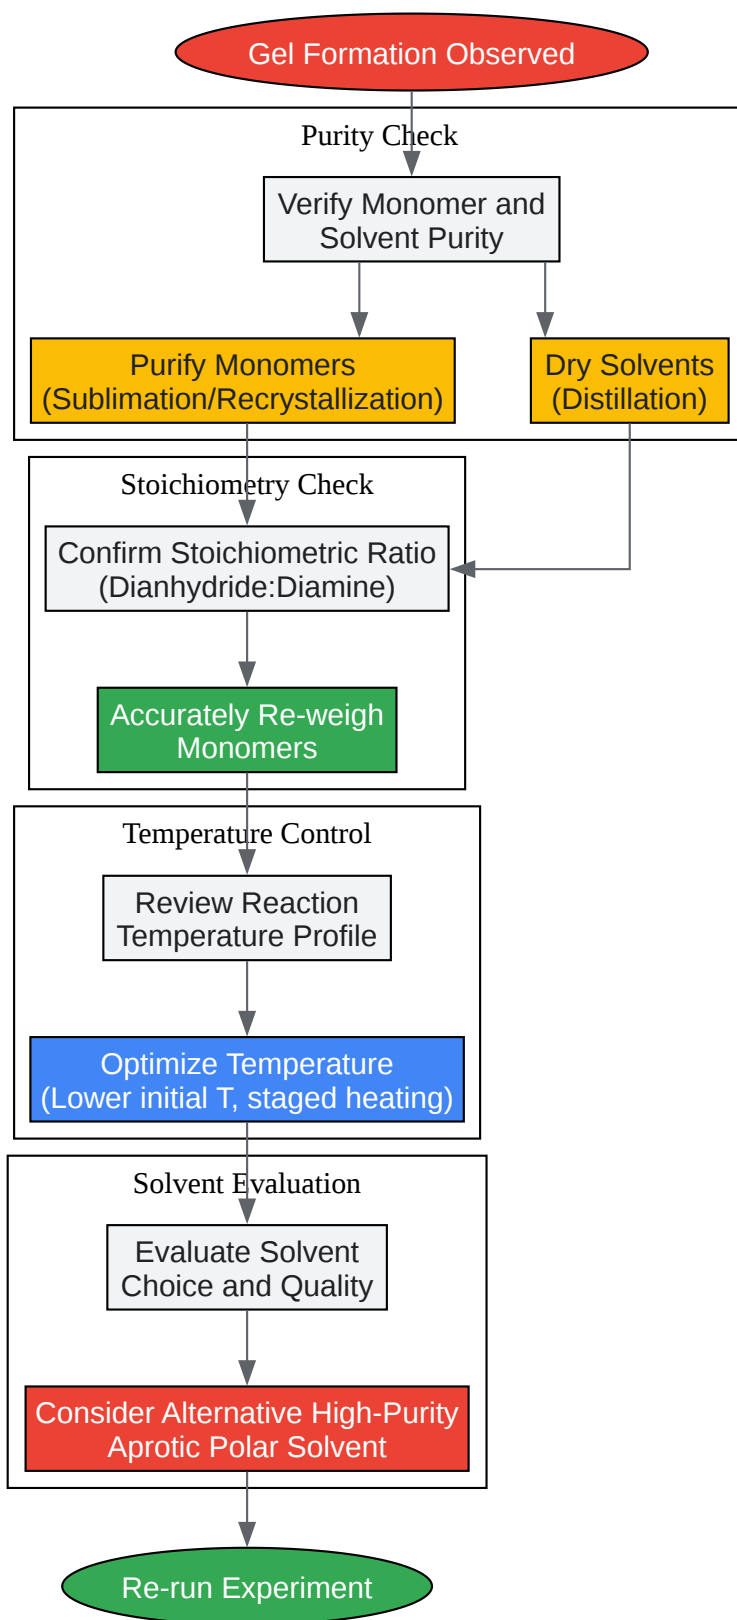 Gel Formation Observed
Purity Check
Verify Monomer and
Solvent Purity
Purify Monomers
(Sublimation/Recrystallization)
Dry Solvents
(Distillation)
Stoichiometry Check
Confirm Stoichiometric Ratio
(Dianhydride:Diamine)
Accurately Re-weigh
Monomers
Temperature Control
Review Reaction
Temperature Profile
Optimize Temperature
(Lower initial T, staged heating)
Solvent Evaluation
Evaluate Solvent
Choice and Quality
Consider Alternative High-Purity
Aprotic Polar Solvent
Re-run Experiment